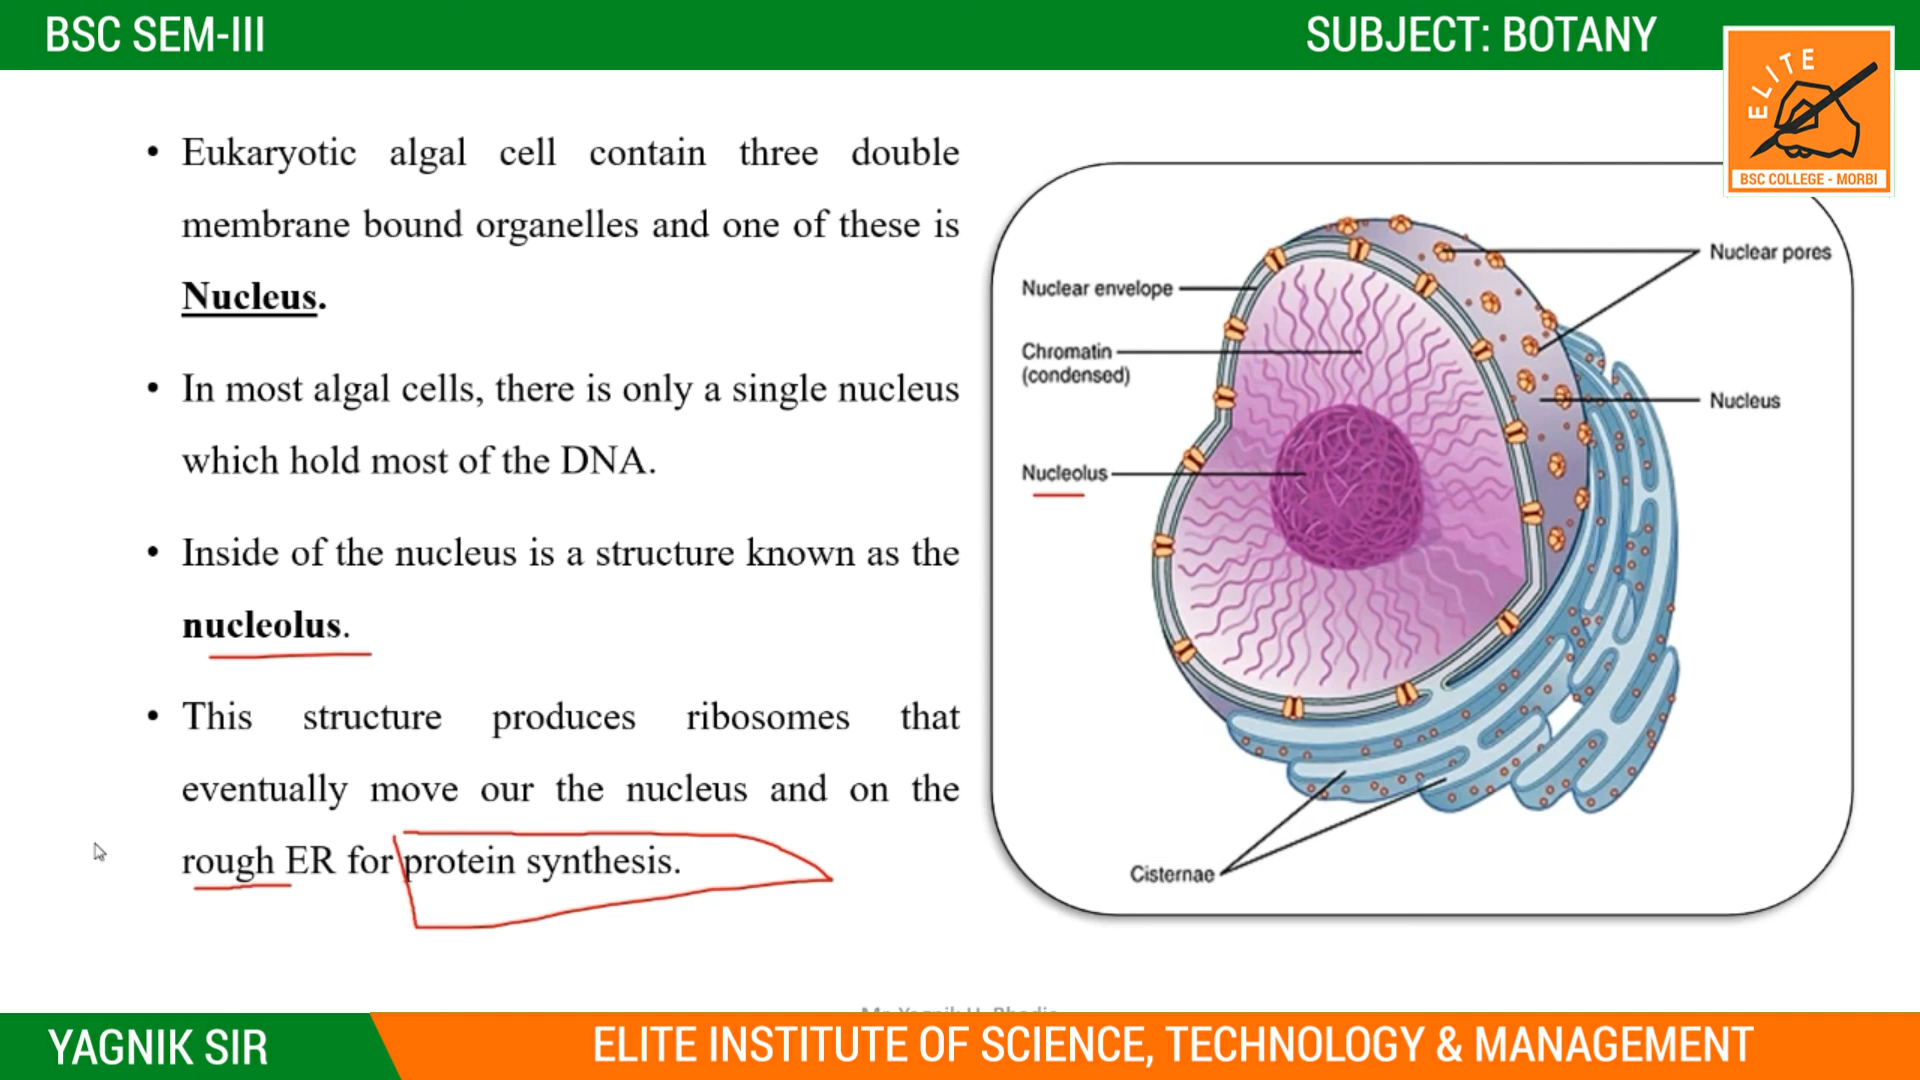 BSC SEM-III
SUBJECT: BOTANY
ELITE
BSC COLLEGE - MORBI
• Eukaryotic algal cell contain three double
membrane bound organelles and one of these is
Nucleus.
• In most algal cells, there is only a single nucleus
which hold most of the DNA.
• Inside of the nucleus is a structure known as the
nucleolus.
• This structure produces ribosomes that
eventually move our the nucleus and on the
rough ER for protein synthesis.
Nuclear envelope
Chromatin
(condensed)
Nucleolus
Nuclear pores
Nucleus
Cisternae
YAGNIK SIR
ELITE INSTITUTE OF SCIENCE, TECHNOLOGY & MANAGEMENT